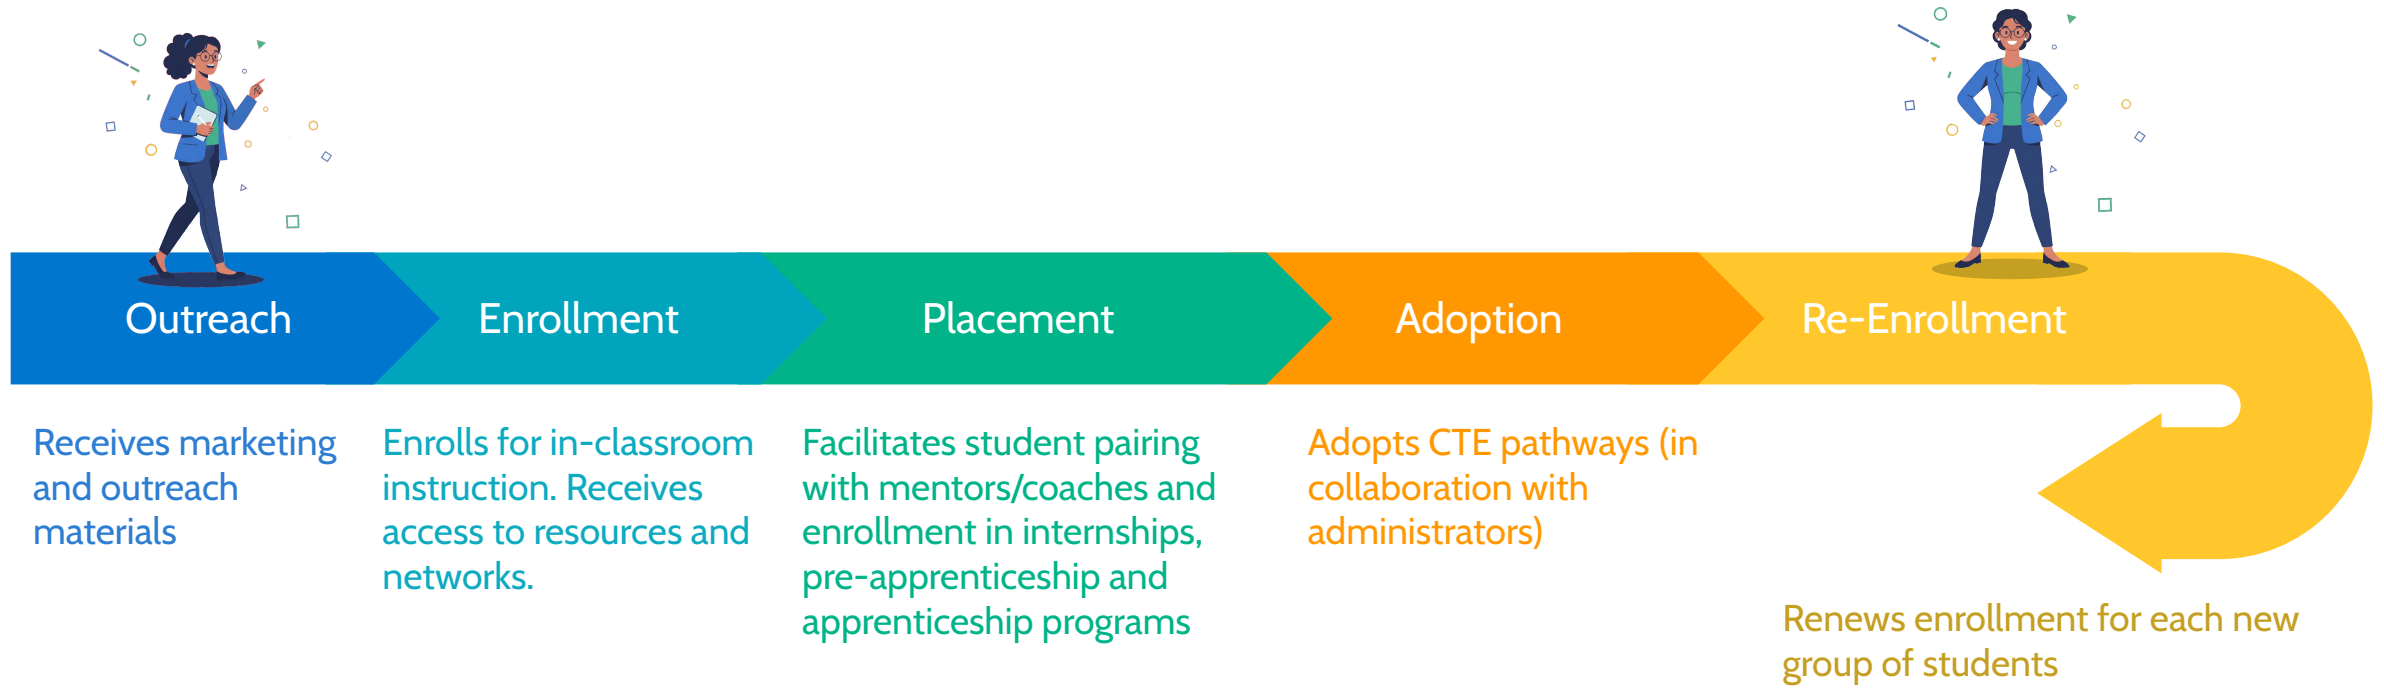 Outreach
Enrollment
Placement
Adoption
Re-Enrollment
Receives marketing
and outreach
materials
Enrolls for in-classroom
instruction. Receives
access to resources and
networks.
Facilitates student pairing
with mentors/coaches and
enrollment in internships,
pre-apprenticeship and
apprenticeship programs
Adopts CTE pathways (in
collaboration with
administrators)
Renews enrollment for each new
group of students